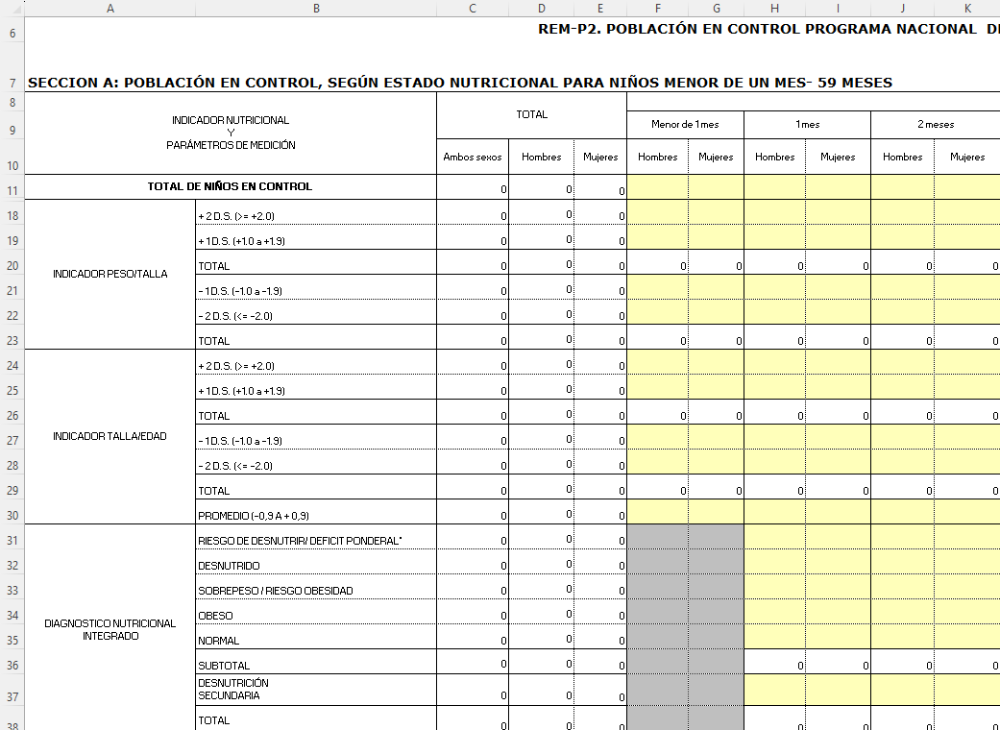 A B C D E F G H I J K
6 REM-P2. POBLACIÓN EN CONTROL PROGRAMA NACIONAL
7 SECCION A: POBLACIÓN EN CONTROL, SEGÚN ESTADO NUTRICIONAL PARA NIÑOS MENOR DE UN MES- 59 MESES
8
9 INDICADOR NUTRICIONAL
Y
PARÁMETROS DE MEDICIÓN
TOTAL Menor de 1 mes 1 mes 2 meses
10 Ambos sexos Hombres Mujeres Hombres Mujeres Hombres Mujeres Hombres Mujeres
11 TOTAL DE NIÑOS EN CONTROL 0 0 0
18 + 2 D.S. (>= +2.0) 0 0 0
19 + 1 D.S. (+1.0 a +1.9) 0 0 0
20 TOTAL 0 0 0 0 0 0 0 0 0
INDICADOR PESO/TALLA
21 - 1 D.S. (-1.0 a -1.9) 0 0 0
22 - 2 D.S. (<= -2.0) 0 0 0
23 TOTAL 0 0 0 0 0 0 0 0 0
24 + 2 D.S. (>= +2.0) 0 0 0
25 + 1 D.S. (+1.0 a +1.9) 0 0 0
26 TOTAL 0 0 0 0 0 0 0 0 0
INDICADOR TALLA/EDAD
27 - 1 D.S. (-1.0 a -1.9) 0 0 0
28 - 2 D.S. (<= -2.0) 0 0 0
29 TOTAL 0 0 0 0 0 0 0 0 0
30 PROMEDIO (-0,9 A + 0,9) 0 0 0
31 RIESGO DE DESNUTRIR/ DEFICIT PONDERAL* 0 0 0
32 DESNUTRIDO 0 0 0
33 SOBREPESO / RIESGO OBESIDAD 0 0 0
34 OBESO 0 0 0
DIAGNOSTICO NUTRICIONAL
INTEGRADO
35 NORMAL 0 0 0
36 SUBTOTAL 0 0 0 0 0 0 0
37 DESNUTRICIÓN
SECUNDARIA 0 0 0
38 TOTAL 0 0 0 0 0 0 0